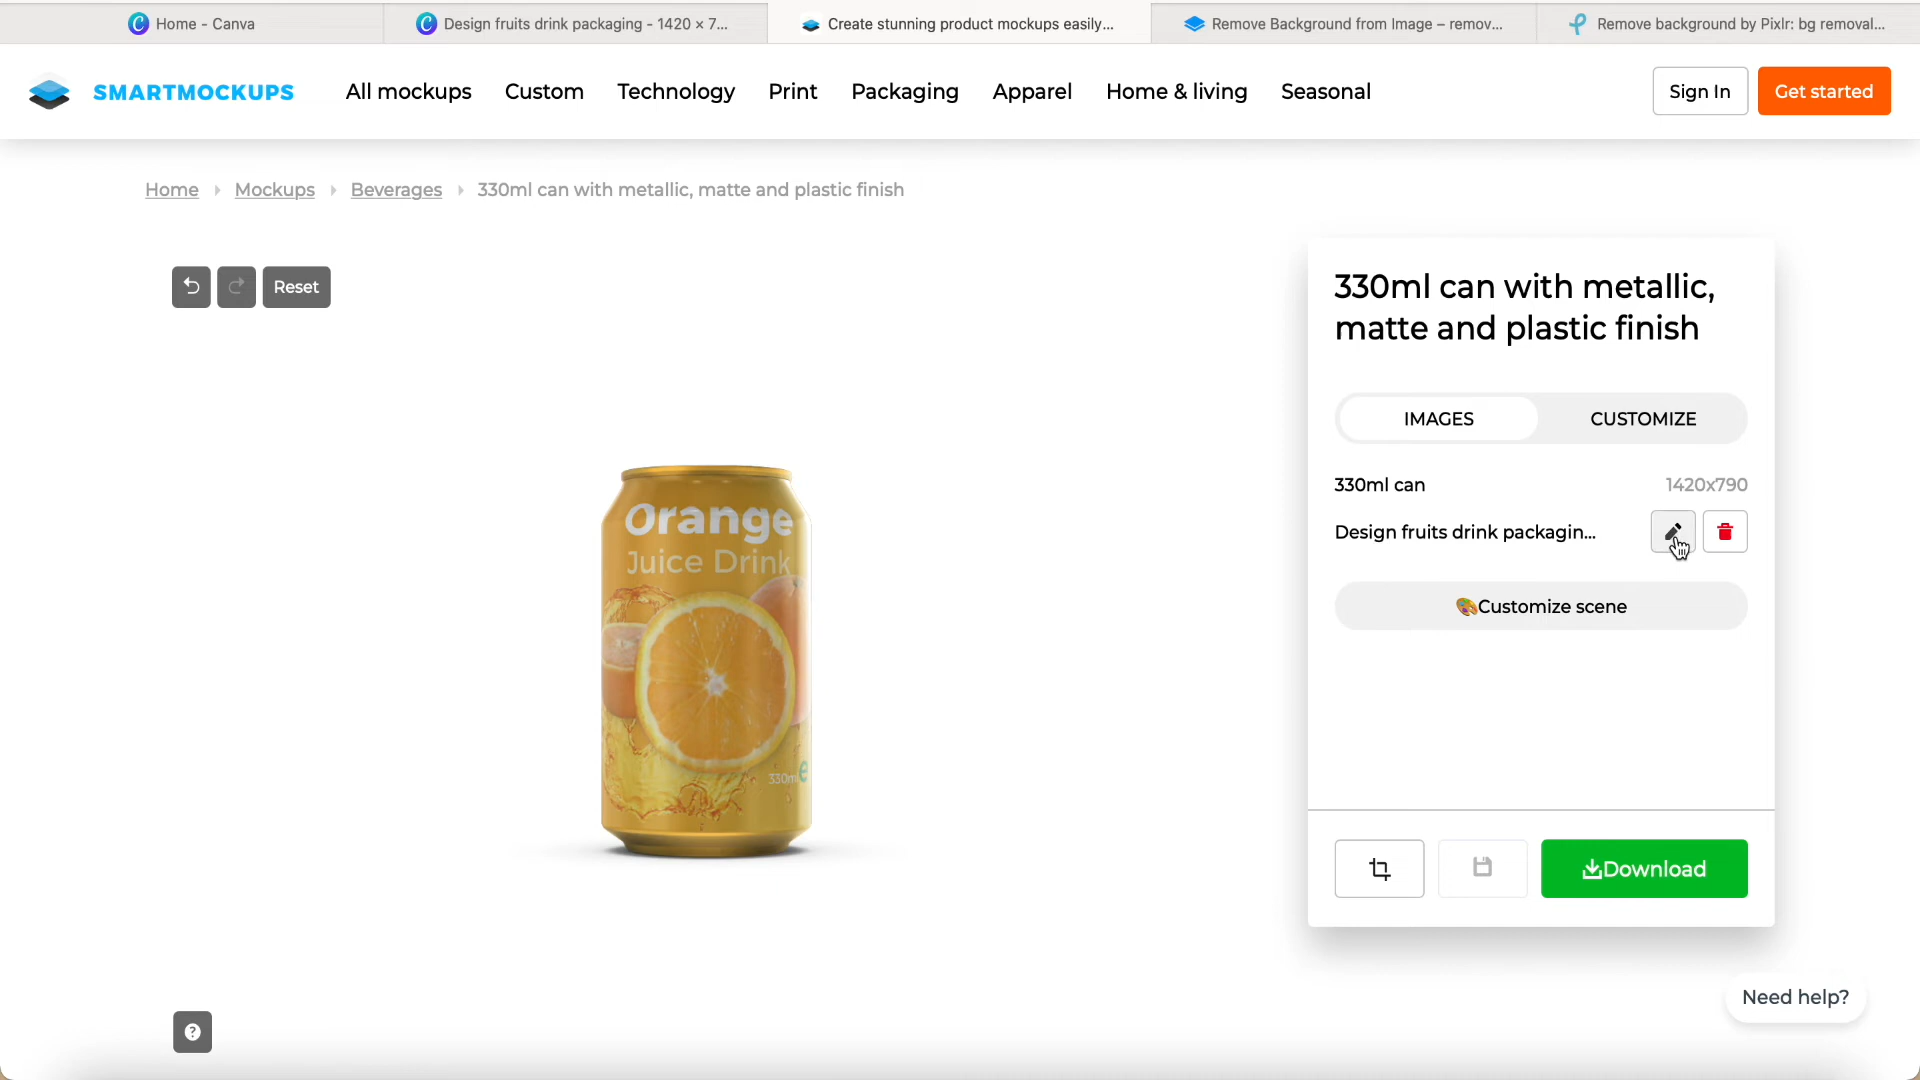 Home - Canva
Design fruits drink packaging - 1420 × 7...
Create stunning product mockups easily...
Remove Background from Image – remov...
Remove background by Pixlr: bg removal...
SMARTMOCKUPS
All mockups
Custom
Technology
Print
Packaging
Apparel
Home & living
Seasonal
Sign In
Get started
Home
Mockups
Beverages
330ml can with metallic, matte and plastic finish
Reset
Orange
Juice Drink
330ml
e
330ml can with metallic,
matte and plastic finish
IMAGES
CUSTOMIZE
330ml can
1420x790
Design fruits drink packagin...
Customize scene
Download
Need help?